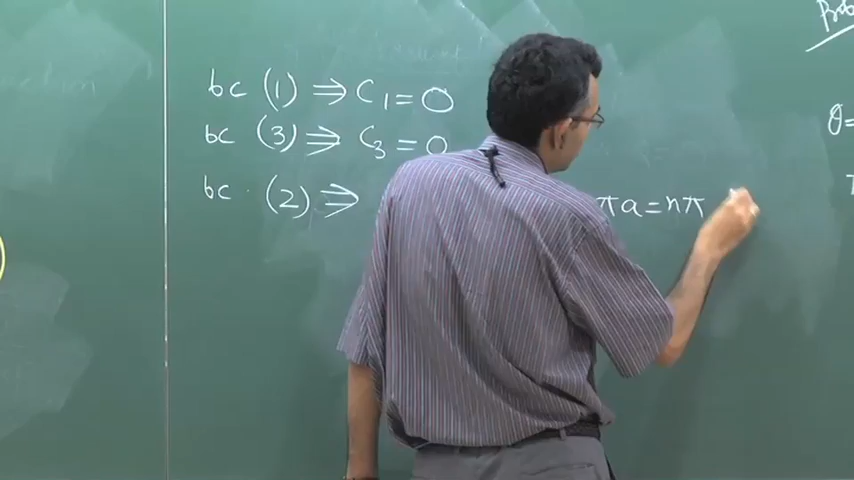 bc (1) ⇒ C₁ = 0
bc (3) ⇒ C₃ = 0
bc. (2) ⇒ πa = nπ
θ=